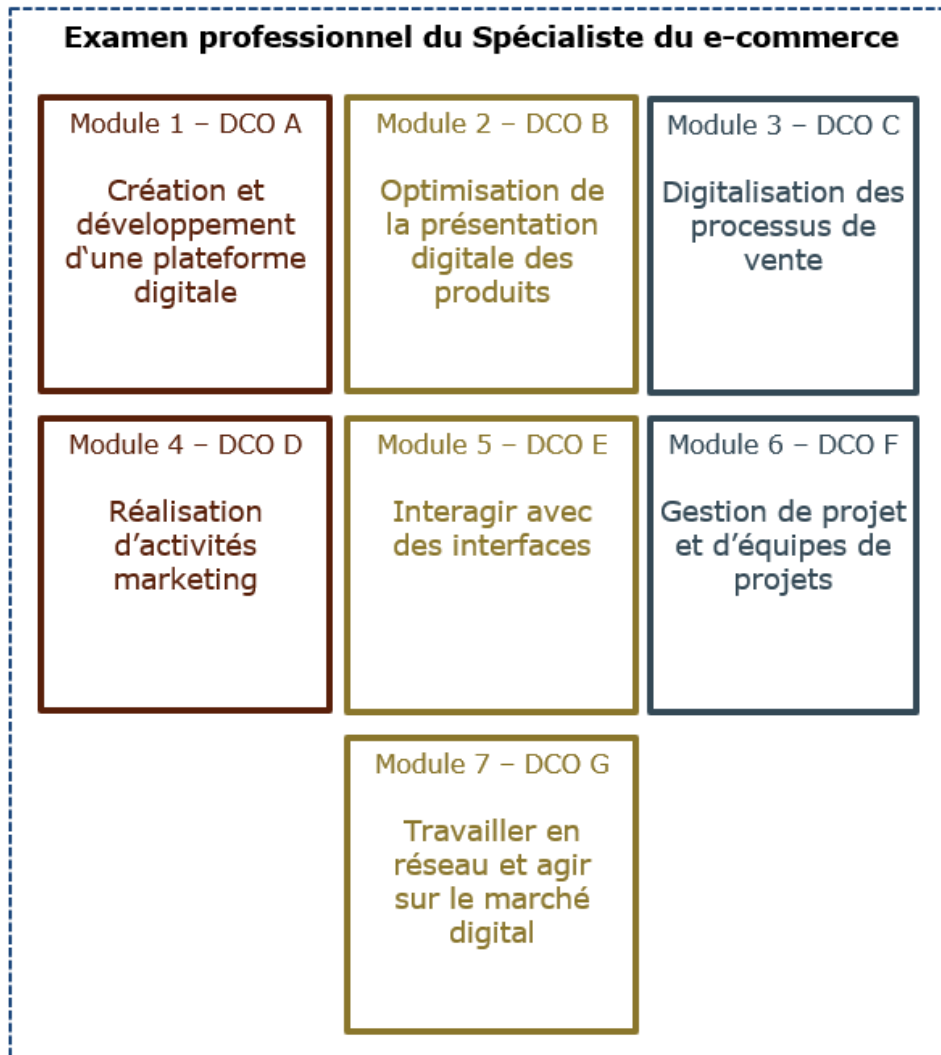 Examen professionnel du Spécialiste du e-commerce
Module 1 – DCO A
Création et
développement
d‘une plateforme
digitale
Module 2 – DCO B
Optimisation de
la présentation
digitale des
produits
Module 3 – DCO C
Digitalisation des
processus de
vente
Module 4 – DCO D
Réalisation
d’activités
marketing
Module 5 – DCO E
Interagir avec
des interfaces
Module 6 – DCO F
Gestion de projet
et d’équipes de
projets
Module 7 – DCO G
Travailler en
réseau et agir
sur le marché
digital